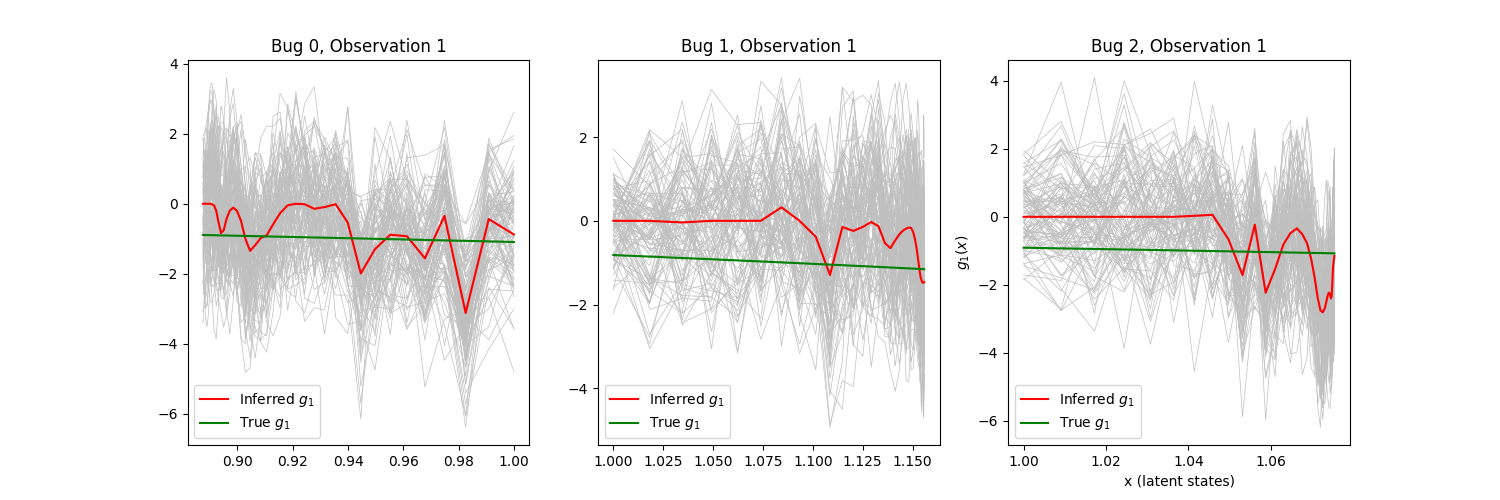 Bug 0, Observation 1
4
2
0
−2
−4
−6
0.90 0.92 0.94 0.96 0.98 1.00
Inferred g₁
True g₁
Bug 1, Observation 1
2
0
−2
−4
1.000 1.025 1.050 1.075 1.100 1.125 1.150
Inferred g₁
True g₁
Bug 2, Observation 1
g₁(x)
4
2
0
−2
−4
−6
1.00 1.02 1.04 1.06
x (latent states)
Inferred g₁
True g₁